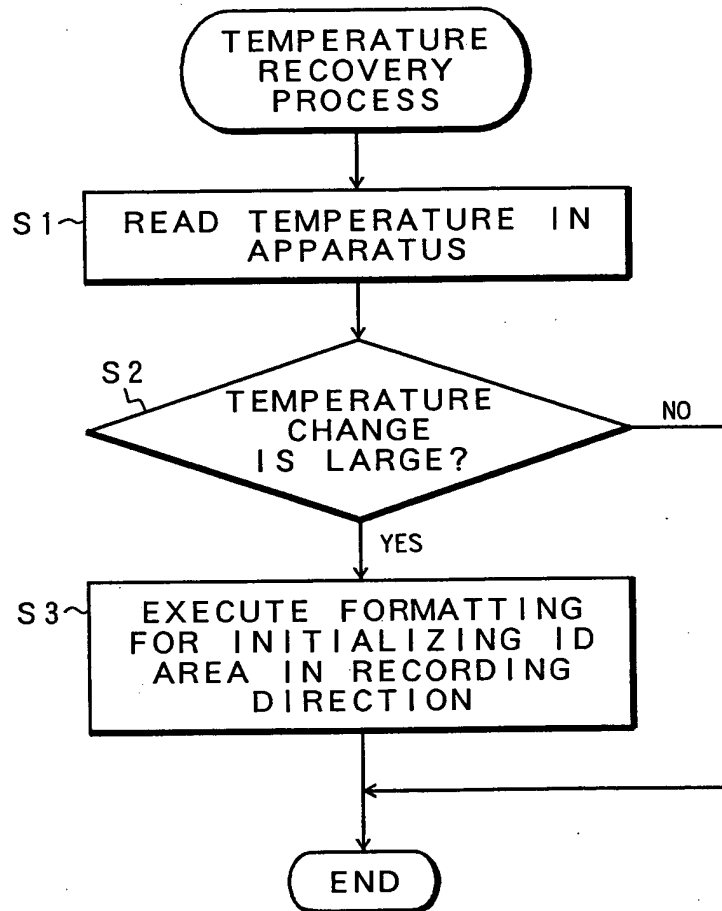 TEMPERATURE
RECOVERY
PROCESS
S1
READ TEMPERATURE IN
APPARATUS
S2
TEMPERATURE
CHANGE
IS LARGE?
NO
YES
S3
EXECUTE FORMATTING
FOR INITIALIZING ID
AREA IN RECORDING
DIRECTION
END